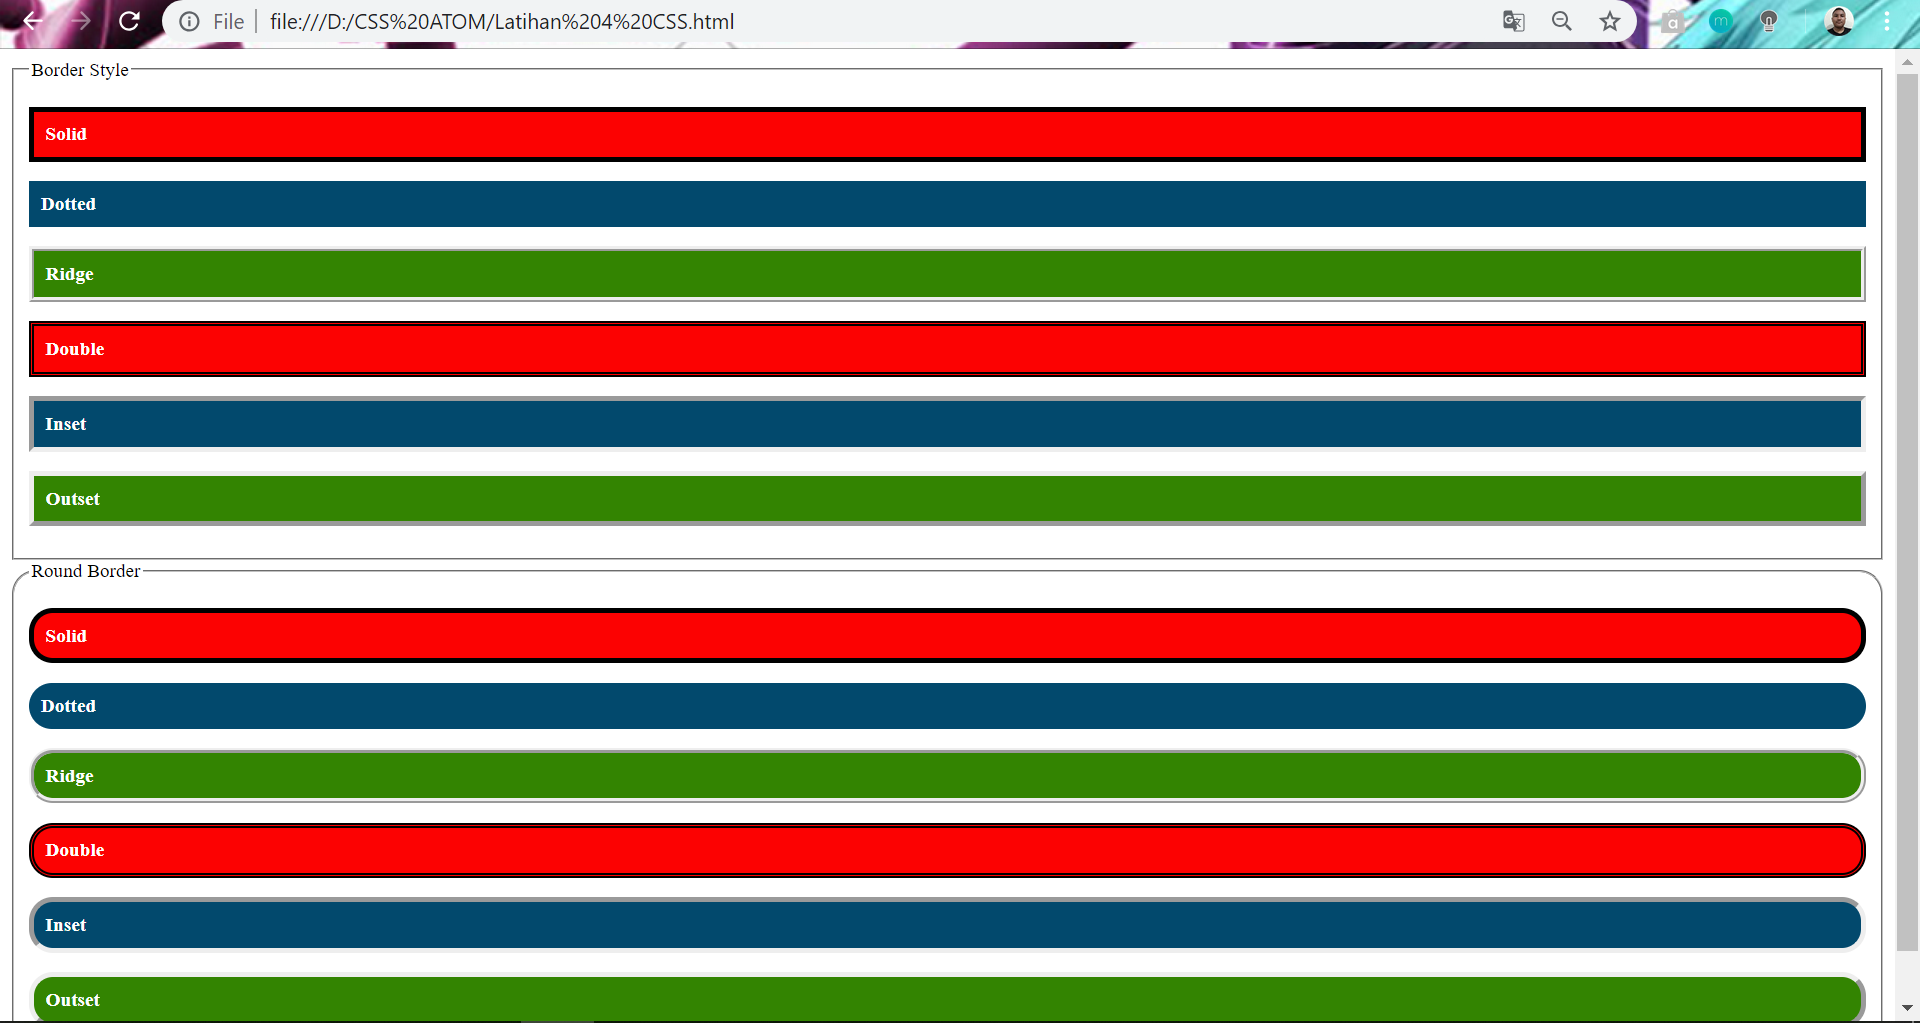 File file:///D:/CSS%20ATOM/Latihan%204%20CSS.html
Border Style
Solid
Dotted
Ridge
Double
Inset
Outset
Round Border
Solid
Dotted
Ridge
Double
Inset
Outset